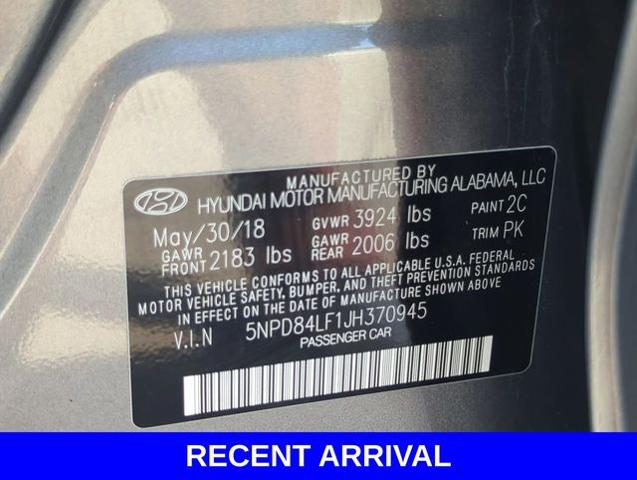 MANUFACTURED BY
HYUNDAI MOTOR MANUFACTURING ALABAMA, LLC
May/30/18 GVWR 3924 lbs PAINT 2C
GAWR FRONT 2183 lbs GAWR REAR 2006 lbs TRIM PK
THIS VEHICLE CONFORMS TO ALL APPLICABLE U.S.A. FEDERAL
MOTOR VEHICLE SAFETY, BUMPER, AND THEFT PREVENTION STANDARDS
IN EFFECT ON THE DATE OF MANUFACTURE SHOWN ABOVE
V.I.N 5NPD84LF1JH370945
PASSENGER CAR
RECENT ARRIVAL